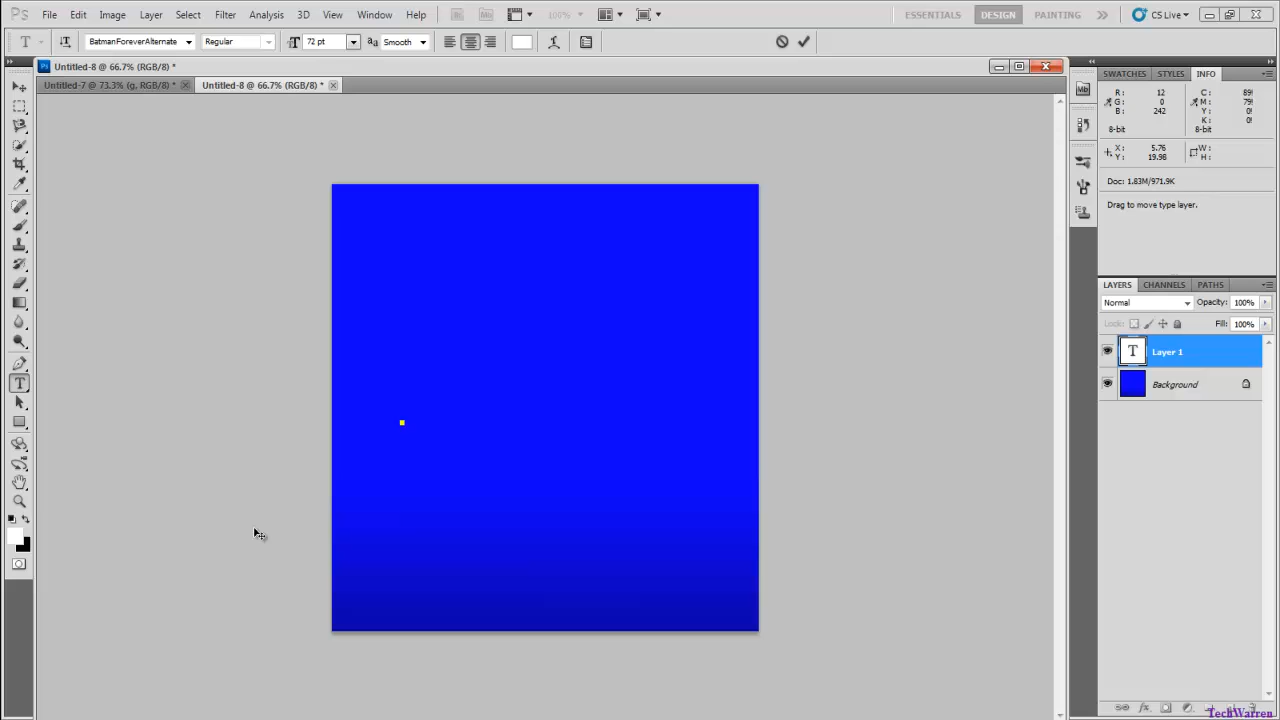 Ps File Edit Image Layer Select Filter Analysis 3D View Window Help Br Mb 100% ESSENTIALS DESIGN PAINTING CS Live
T BatmanForeverAlternate Regular 72 pt Smooth
Untitled-8 @ 66.7% (RGB/8) *
Untitled-7 @ 73.3% (g, RGB/8) * Untitled-8 @ 66.7% (RGB/8) *
SWATCHES STYLES INFO
R: 12 C: 89!
G: 0 M: 79!
B: 242 Y: 0!
K: 0!
8-bit 8-bit
X: 5.76 W:
Y: 19.98 H:
Doc: 1.83M/971.9K
Drag to move type layer.
LAYERS CHANNELS PATHS
Normal Opacity: 100%
Lock: Fill: 100%
T Layer 1
Background
TechWarren